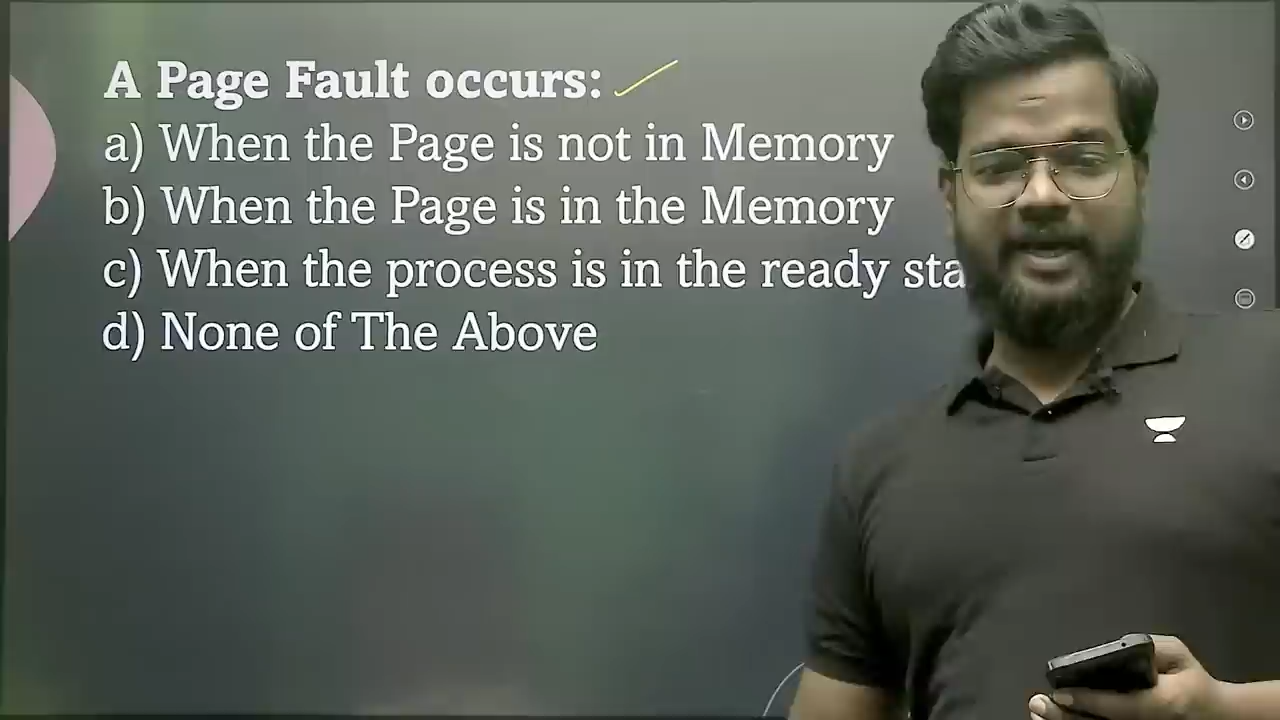 A Page Fault occurs:
a) When the Page is not in Memory
b) When the Page is in the Memory
c) When the process is in the ready
d) None of The Above